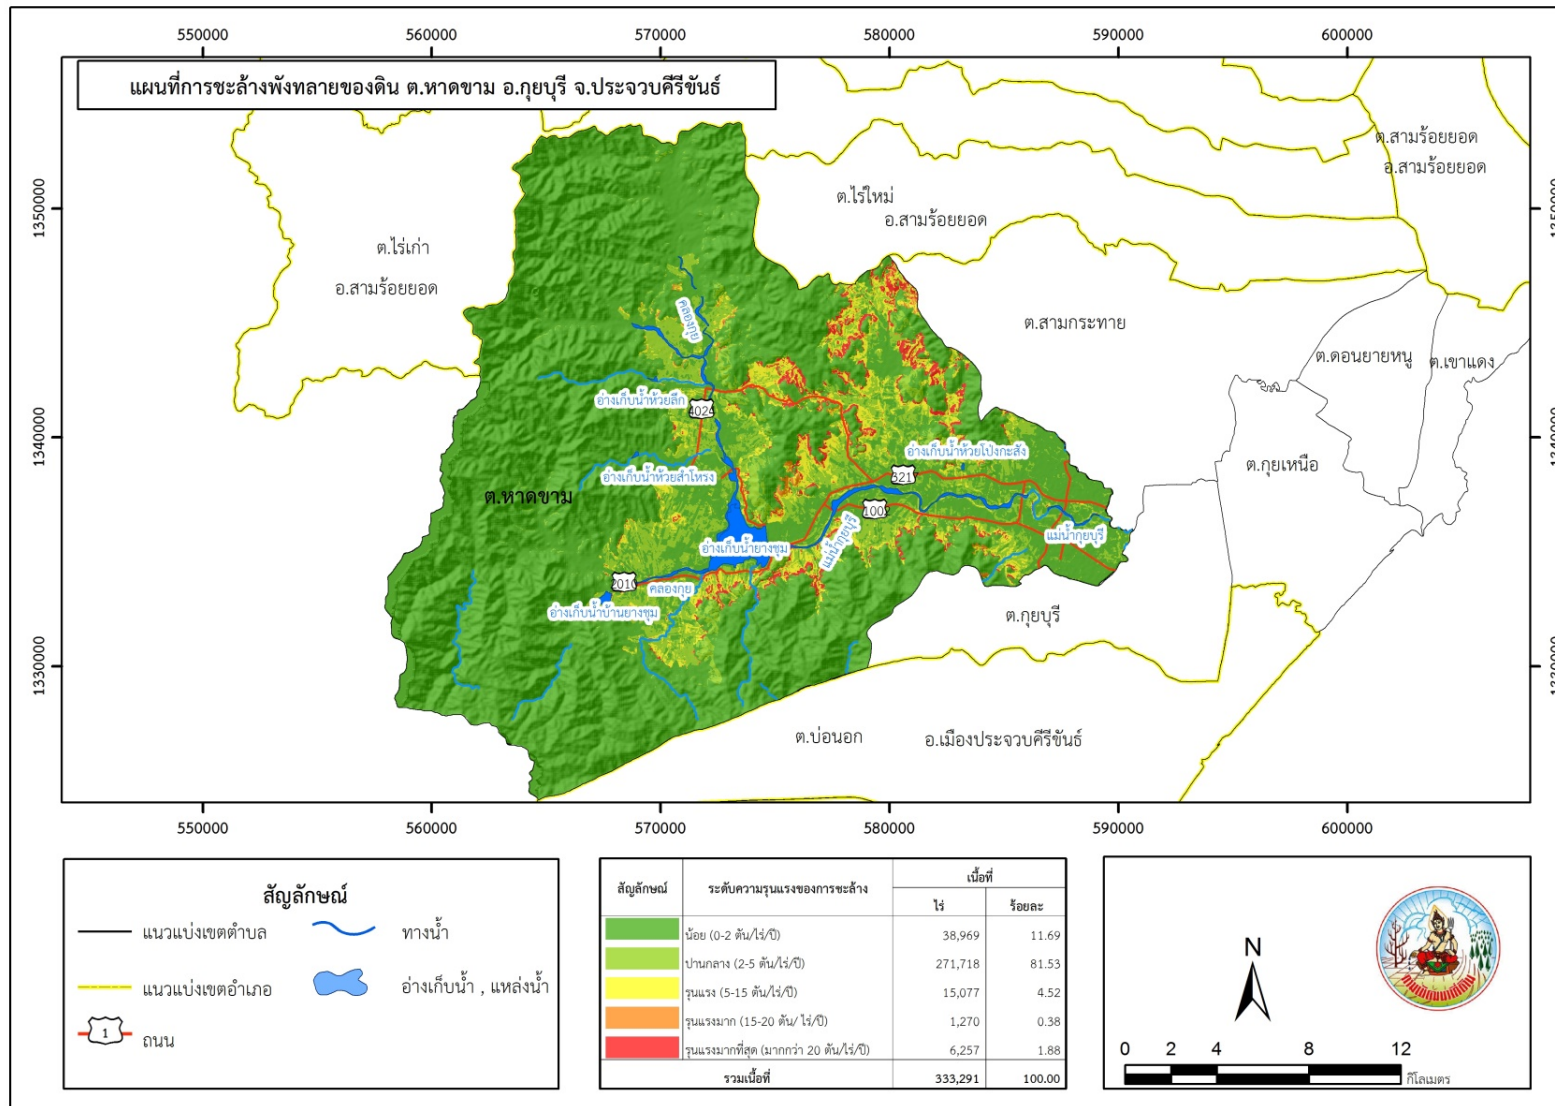 550000 560000 570000 580000 590000 600000
แผนที่การชะล้างพังทลายของดิน ต.หาดขาม อ.กุยบุรี จ.ประจวบคีรีขันธ์
ต.สามร้อยยอด
อ.สามร้อยยอด
1350000
1350000
ต.ไร่ใหม่
อ.สามร้อยยอด
ต.ไร่เก่า
อ.สามร้อยยอด
คลองกุย
ต.สามกระทาย
ต.ดอนยายหนู
ต.เขาแดง
อ่างเก็บน้ำห้วยลึก
4024
1340000
1340000
อ่างเก็บน้ำห้วยโป่งกะสัง
ต.กุยเหนือ
อ่างเก็บน้ำห้วยสำโหรง
3217
ต.หาดขาม
1002
แม่น้ำกุยบุรี
แม่น้ำกุยบุรี
อ่างเก็บน้ำยางชุม
2010
คลองกุย
อ่างเก็บน้ำบ้านยางชุม
ต.กุยบุรี
1330000
1330000
ต.บ่อนอก
อ.เมืองประจวบคีรีขันธ์
550000 560000 570000 580000 590000 600000
สัญลักษณ์
แนวแบ่งเขตตำบล
ทางน้ำ
แนวแบ่งเขตอำเภอ
อ่างเก็บน้ำ , แหล่งน้ำ
1
ถนน
สัญลักษณ์ ระดับความรุนแรงของการชะล้าง เนื้อที่
ไร่ ร้อยละ
น้อย (0-2 ตัน/ไร่/ปี) 38,969 11.69
ปานกลาง (2-5 ตัน/ไร่/ปี) 271,718 81.53
รุนแรง (5-15 ตัน/ไร่/ปี) 15,077 4.52
รุนแรงมาก (15-20 ตัน/ ไร่/ปี) 1,270 0.38
รุนแรงมากที่สุด (มากกว่า 20 ตัน/ไร่/ปี) 6,257 1.88
รวมเนื้อที่ 333,291 100.00
N
กรมพัฒนาที่ดิน
0 2 4 8 12
กิโลเมตร